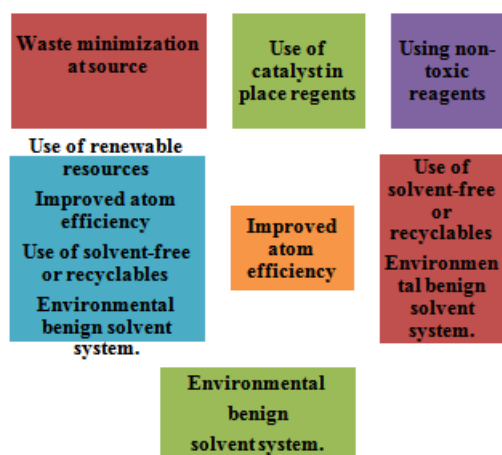 Waste minimization
at source
Use of
catalyst in
place regents
Using non-
toxic
reagents
Use of renewable
resources
Improved atom
efficiency
Use of solvent-free
or recyclables
Environmental
benign solvent
system.
Improved
atom
efficiency
Use of
solvent-free
or
recyclables
Environmen
tal benign
solvent
system.
Environmental
benign
solvent system.